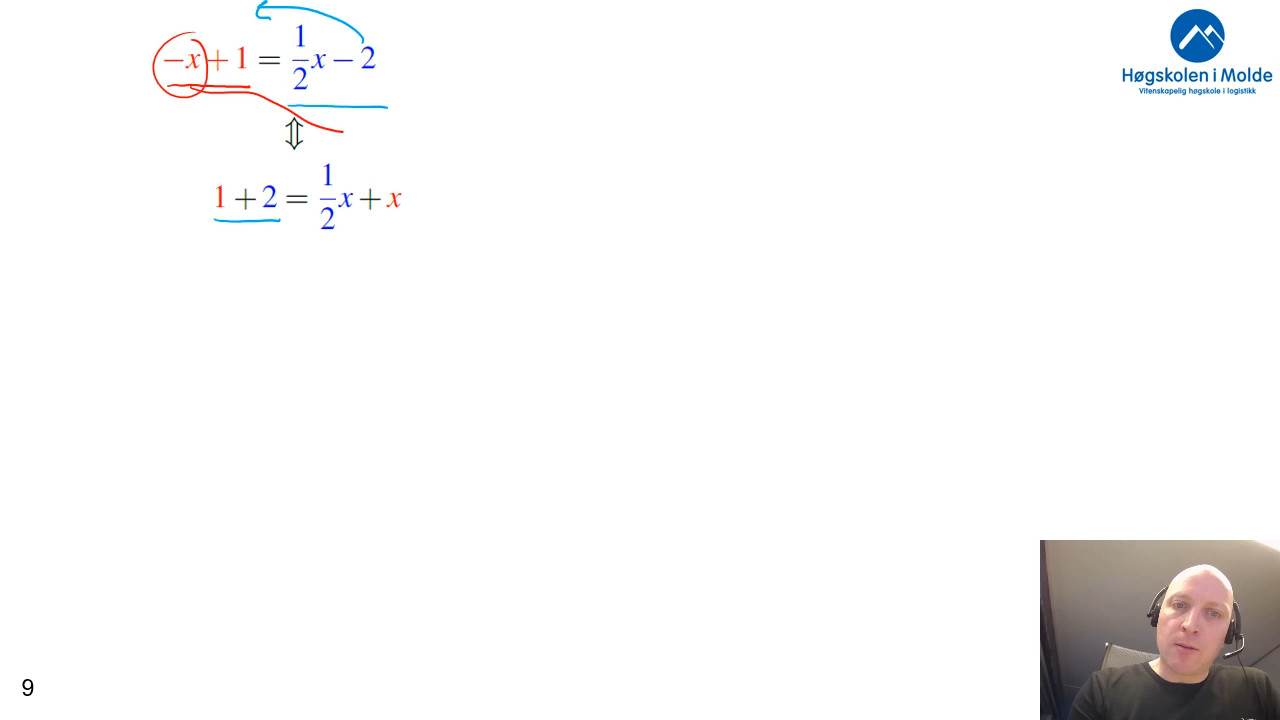 −x + 1 = 1/2 x − 2
⇕
1 + 2 = 1/2 x + x
Høgskolen i Molde
Vitenskapelig høgskole i logistikk
9